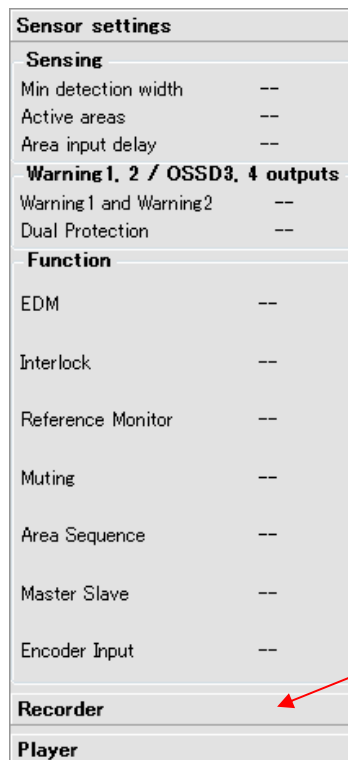 Sensor settings
Sensing
Min detection width --
Active areas --
Area input delay --
Warning1, 2 / OSSD3, 4 outputs
Warning1 and Warning2 --
Dual Protection --
Function
EDM --
Interlock --
Reference Monitor --
Muting --
Area Sequence --
Master Slave --
Encoder Input --
Recorder
Player